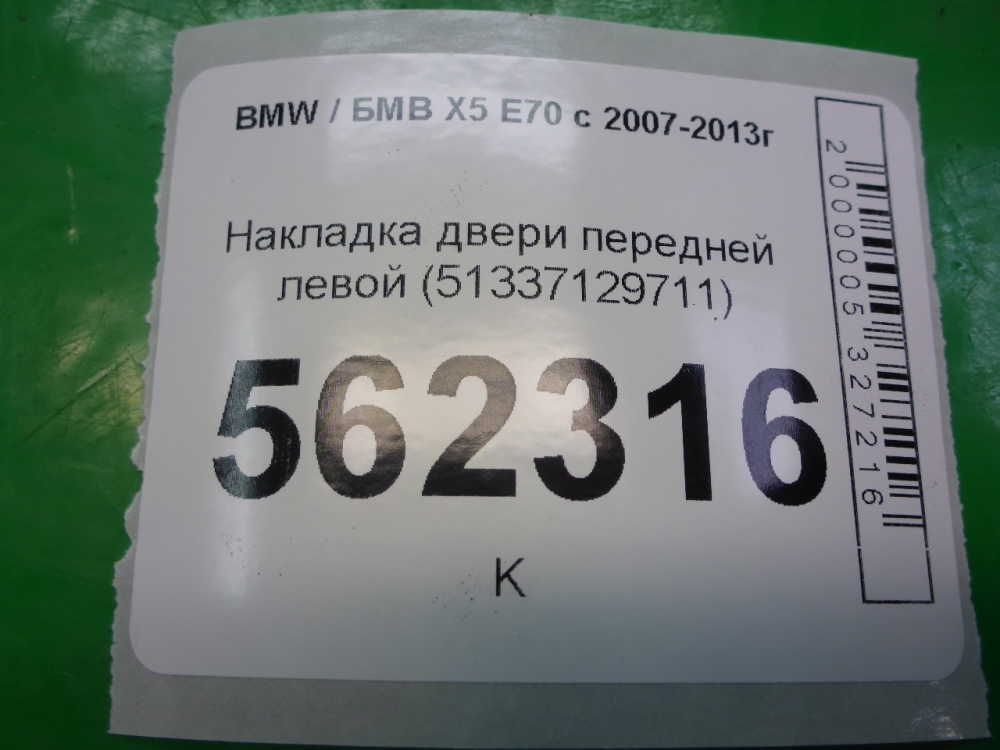 BMW / БМВ X5 E70 с 2007-2013г
Накладка двери передней
левой (51337129711)
562316
К
2000005327216